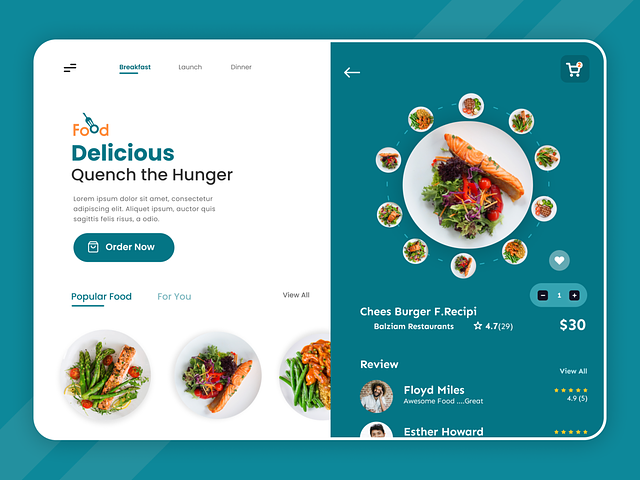 Breakfast
Launch
Dinner
Food
Delicious
Quench the Hunger
Lorem ipsum dolor sit amet, consectetur
adipiscing elit. Aliquet ipsum, auctor quis
sagittis felis risus, a odio.
Order Now
Popular Food
For You
View All
2
1
Chees Burger F.Recipi
Balziam Restaurants
4.7(29)
$30
Review
View All
Floyd Miles
Awesome Food ....Great
4.9 (5)
Esther Howard